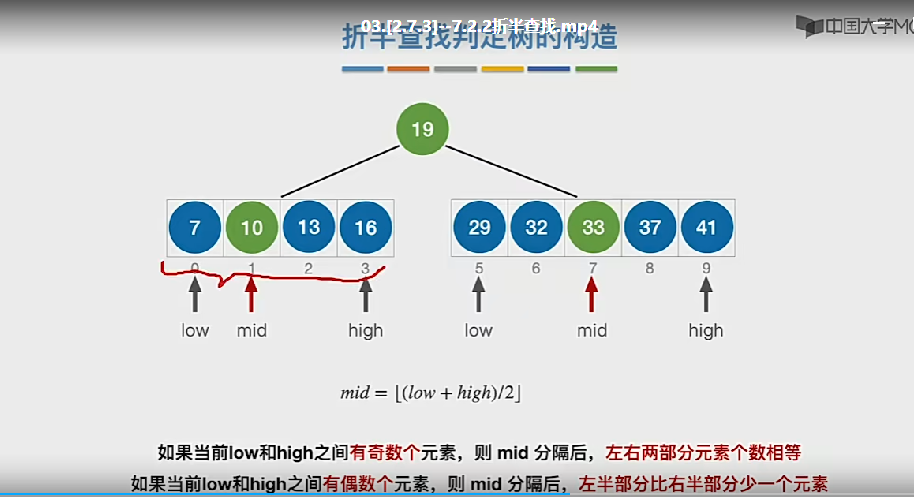 03.[2.7.3]--7.2.2折半查找.mp4
折半查找判定树的构造
中国大学MO
19
7 10 13 16 29 32 33 37 41
0 1 2 3 5 6 7 8 9
low mid high low mid high
mid = ⌊(low + high)/2⌋
如果当前low和high之间有奇数个元素，则 mid 分隔后，左右两部分元素个数相等
如果当前low和high之间有偶数个元素，则 mid 分隔后，左半部分比右半部分少一个元素